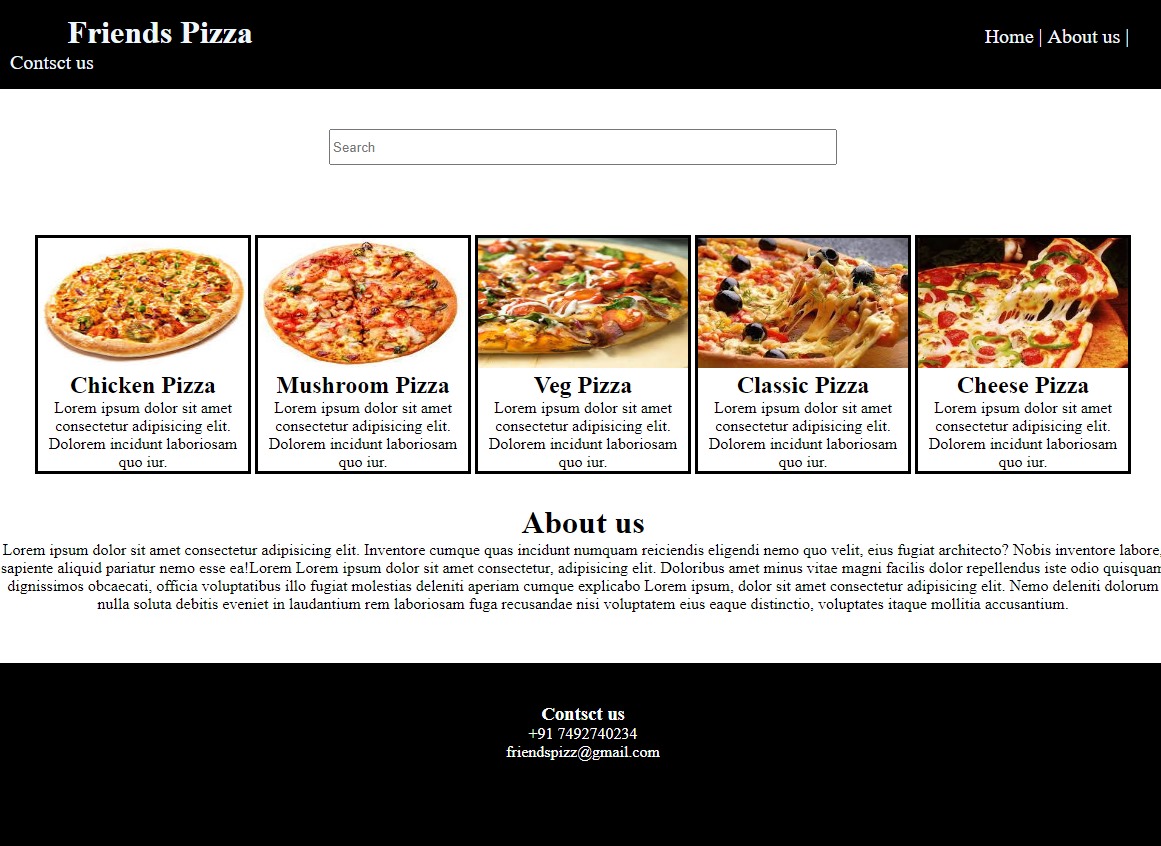 Friends Pizza
Home | About us |
Contsct us
Search
Chicken Pizza
Lorem ipsum dolor sit amet
consectetur adipisicing elit.
Dolorem incidunt laboriosam
quo iur.
Mushroom Pizza
Lorem ipsum dolor sit amet
consectetur adipisicing elit.
Dolorem incidunt laboriosam
quo iur.
Veg Pizza
Lorem ipsum dolor sit amet
consectetur adipisicing elit.
Dolorem incidunt laboriosam
quo iur.
Classic Pizza
Lorem ipsum dolor sit amet
consectetur adipisicing elit.
Dolorem incidunt laboriosam
quo iur.
Cheese Pizza
Lorem ipsum dolor sit amet
consectetur adipisicing elit.
Dolorem incidunt laboriosam
quo iur.
About us
Lorem ipsum dolor sit amet consectetur adipisicing elit. Inventore cumque quas incidunt numquam reiciendis eligendi nemo quo velit, eius fugiat architecto? Nobis inventore labore,
sapiente aliquid pariatur nemo esse ea!Lorem Lorem ipsum dolor sit amet consectetur, adipisicing elit. Doloribus amet minus vitae magni facilis dolor repellendus iste odio quisquam
dignissimos obcaecati, officia voluptatibus illo fugiat molestias deleniti aperiam cumque explicabo Lorem ipsum, dolor sit amet consectetur adipisicing elit. Nemo deleniti dolorum
nulla soluta debitis eveniet in laudantium rem laboriosam fuga recusandae nisi voluptatem eius eaque distinctio, voluptates itaque mollitia accusantium.
Contsct us
+91 7492740234
friendspizz@gmail.com